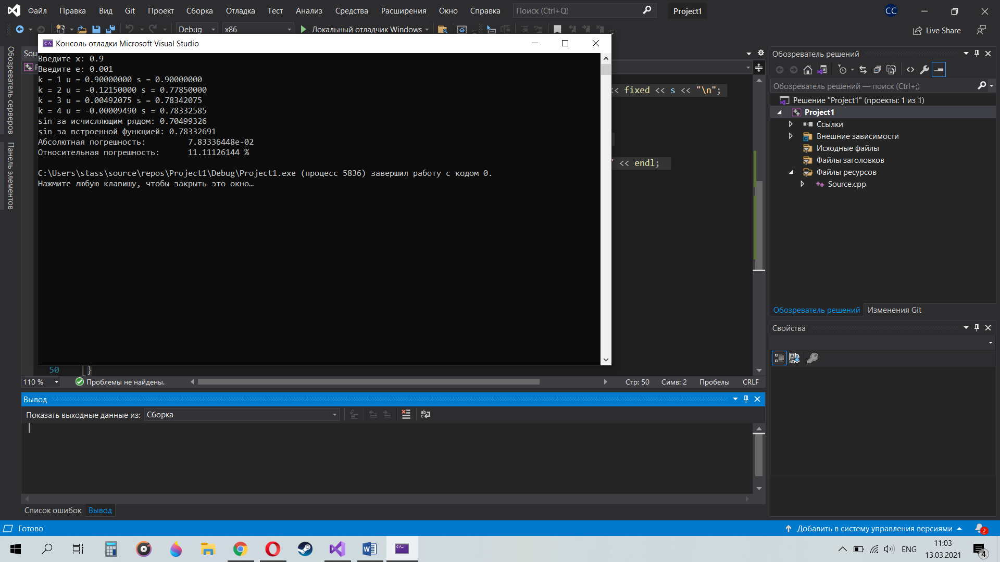 Файл Правка Вид Git Проект Сборка Отладка Тест Анализ Средства Расширения Окно Справка Поиск (Ctrl+Q) Project1 CC
Debug x86 Локальный отладчик Windows Live Share
Обозреватель серверов
Панель элементов
Sou
Консоль отладки Microsoft Visual Studio
Введите x: 0.9
Введите e: 0.001
k = 1 u = 0.90000000 s = 0.90000000
k = 2 u = -0.12150000 s = 0.77850000
k = 3 u = 0.00492075 s = 0.78342075
k = 4 u = -0.00009490 s = 0.78332585
sin за исчисляющим рядом: 0.70499326
sin за встроенной функцией: 0.78332691
Абсолютная погрешность: 7.83336448e-02
Относительная погрешность: 11.11126144 %
C:\Users\stass\source\repos\Project1\Debug\Project1.exe (процесс 5836) завершил работу с кодом 0.
Нажмите любую клавишу, чтобы закрыть это окно…
<< fixed << s << "\n";
" << endl;
50 }
110 % Проблемы не найдены. Стр: 50 Симв: 2 Пробелы CRLF
Вывод
Показать выходные данные из: Сборка
Список ошибок Вывод
Обозреватель решений
Обозреватель решений — поиск (Ctrl+;)
Решение "Project1" (проекты: 1 из 1)
Project1
Ссылки
Внешние зависимости
Исходные файлы
Файлы заголовков
Файлы ресурсов
Source.cpp
Обозреватель решений Изменения Git
Свойства
Готово Добавить в систему управления версиями 2
ENG 11:03 13.03.2021 4